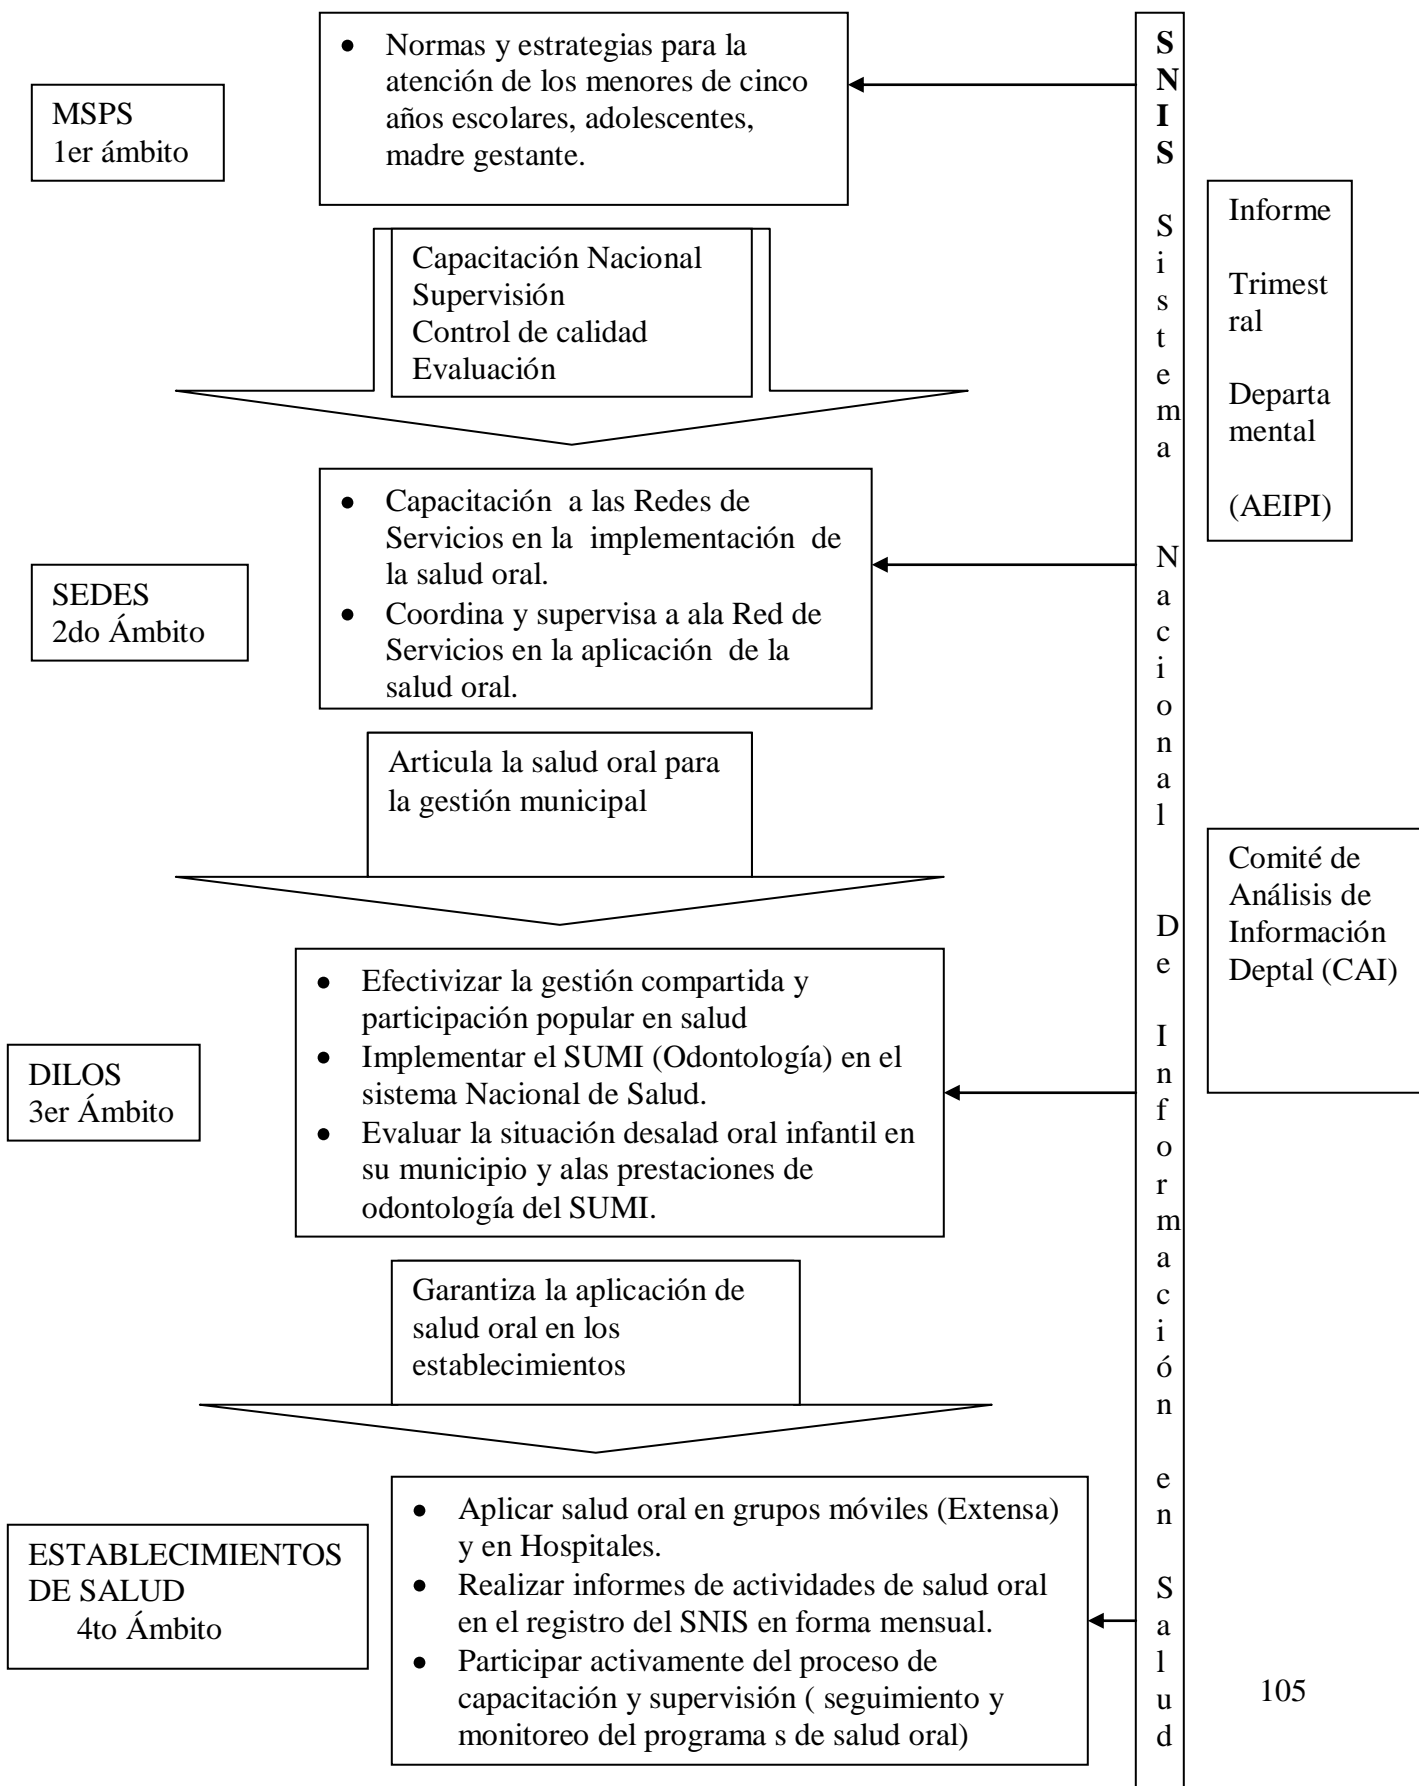 MSPS
1er ámbito
• Normas y estrategias para la
atención de los menores de cinco
años escolares, adolescentes,
madre gestante.
Capacitación Nacional
Supervisión
Control de calidad
Evaluación
SEDES
2do Ámbito
• Capacitación  a las Redes de
Servicios en la  implementación  de
la salud oral.
• Coordina y supervisa a ala Red de
Servicios en la aplicación  de la
salud oral.
Articula la salud oral para
la gestión municipal
DILOS
3er Ámbito
• Efectivizar la gestión compartida y
participación popular en salud
• Implementar el SUMI (Odontología) en el
sistema Nacional de Salud.
• Evaluar la situación desalad oral infantil en
su municipio y alas prestaciones de
odontología del SUMI.
Garantiza la aplicación de
salud oral en los
establecimientos
ESTABLECIMIENTOS
DE SALUD
4to Ámbito
• Aplicar salud oral en grupos móviles (Extensa)
y en Hospitales.
• Realizar informes de actividades de salud oral
en el registro del SNIS en forma mensual.
• Participar activamente del proceso de
capacitación y supervisión ( seguimiento y
monitoreo del programa s de salud oral)
SNIS Sistema Nacional De Información en Salud
Informe
Trimest
ral
Departa
mental
(AEIPI)
Comité de
Análisis de
Información
Deptal (CAI)
105